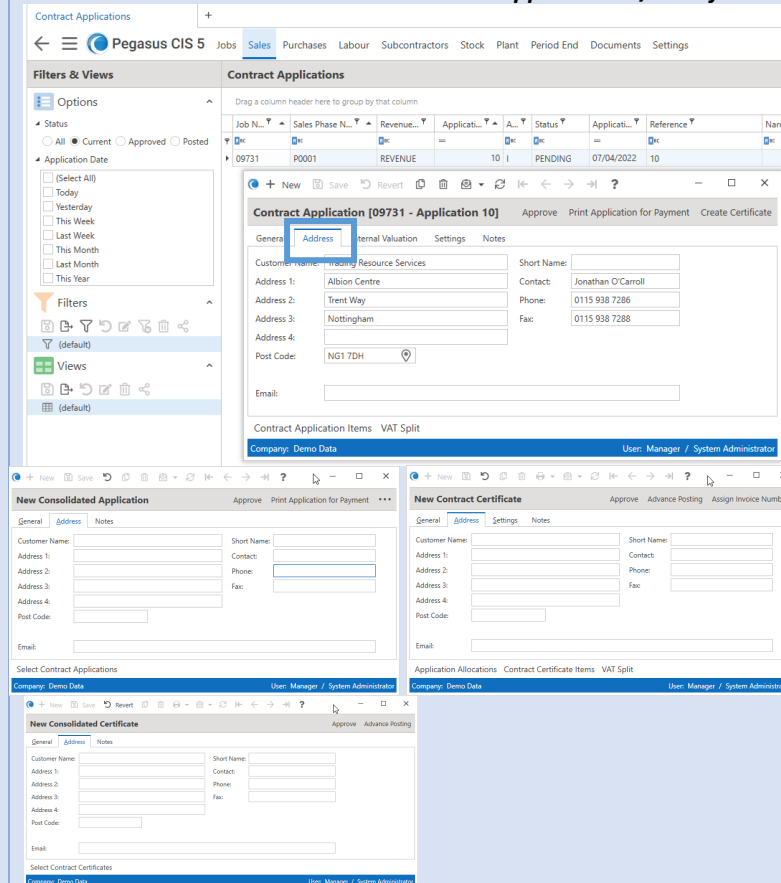 Contract Applications +
Pegasus CIS 5 Jobs Sales Purchases Labour Subcontractors Stock Plant Period End Documents Settings
Filters & Views
Options
Status
All Current Approved Posted
Application Date
(Select All)
Today
Yesterday
This Week
Last Week
This Month
Last Month
This Year
Filters
(default)
Views
(default)
Contract Applications
Drag a column header here to group by that column
Job N... Sales Phase N... Revenue... Applicati... A... Status Applicati... Reference
= =
09731 P0001 REVENUE 10 I PENDING 07/04/2022 10
+ New Save Revert ?
Contract Application [09731 - Application 10] Approve Print Application for Payment Create Certificate
Address Settings Notes
Customer Name: Trading Resource Services Short Name:
Address 1: Albion Centre Contact: Jonathan O'Carroll
Address 2: Trent Way Phone: 0115 938 7286
Address 3: Nottingham Fax: 0115 938 7288
Address 4:
Post Code: NG1 7DH
Email:
Contract Application Items VAT Split
Company: Demo Data User: Manager / System Administrator
+ New Save ?
New Consolidated Application Approve Print Application for Payment ...
General Address Notes
Customer Name: Short Name:
Address 1: Contact:
Address 2: Phone:
Address 3: Fax:
Address 4:
Post Code:
Email:
Select Contract Applications
Company: Demo Data User: Manager / System Administrator
+ New ?
New Contract Certificate Approve Advance Posting Assign Invoice
General Address Settings Notes
Customer Name: Short Name:
Address 1: Contact:
Address 2: Phone:
Address 3: Fax:
Address 4:
Post Code:
Email:
Application Allocations Contract Certificate Items VAT Split
Company: Demo Data User: Manager / System
+ New Save Revert ?
New Consolidated Certificate Approve Advance Posting
General Address Notes
Customer Name: Short Name:
Address 1: Contact:
Address 2: Phone:
Address 3: Fax:
Address 4:
Post Code:
Email:
Select Contract Certificates
Company: Demo Data User: Manager / System Administrator